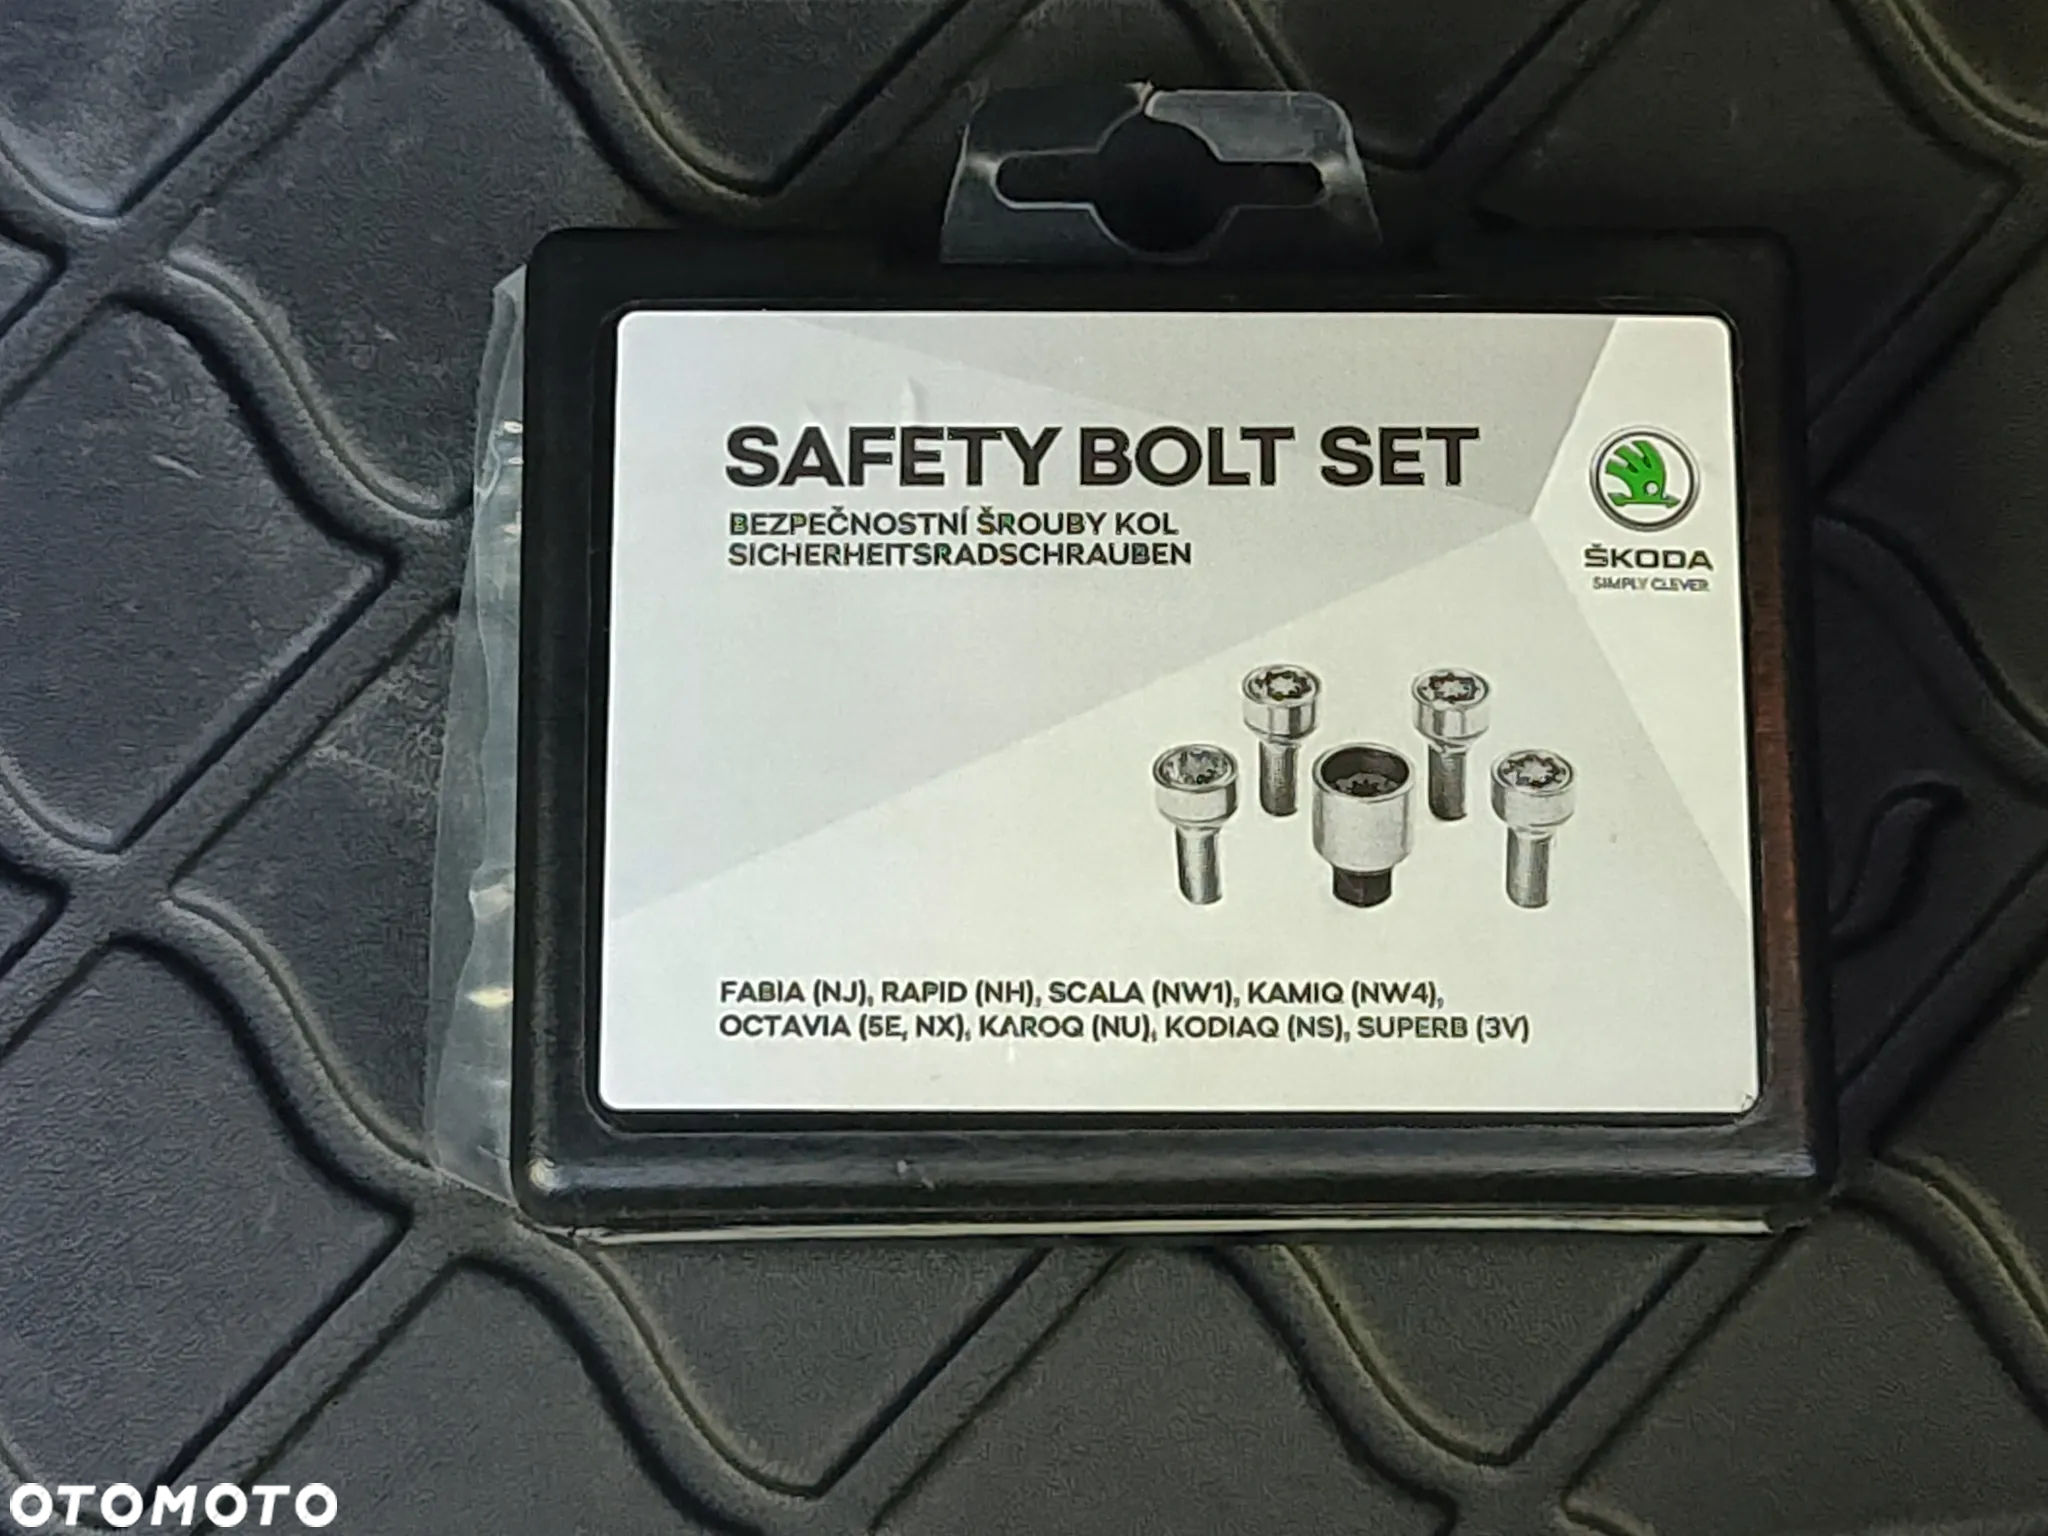 SAFETY BOLT SET
BEZPEČNOSTNÍ ŠROUBY KOL
SICHERHEITSRADSCHRAUBEN
ŠKODA
SIMPLY CLEVER
FABIA (NJ), RAPID (NH), SCALA (NW1), KAMIQ (NW4),
OCTAVIA (5E, NX), KAROQ (NU), KODIAQ (NS), SUPERB (3V)
OTOMOTO